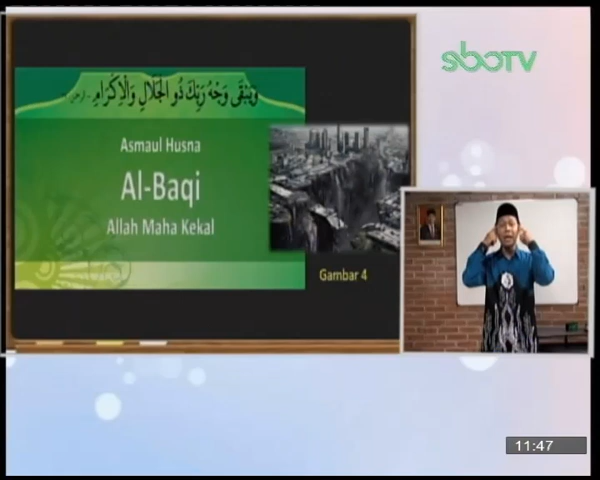 sboTV
وَيَبْقَى وَجْهُ رَبِّكَ ذُو الْجَلَالِ وَالْإِكْرَامِ
Asmaul Husna
Al-Baqi
Allah Maha Kekal
Gambar 4
11:47